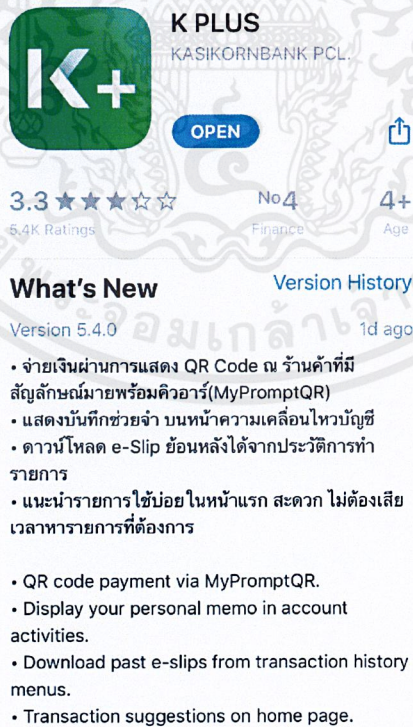 K+
K PLUS
KASIKORNBANK PCL.
OPEN
3.3 ★★★☆☆
No4
4+
5.4K Ratings
Finance
Age
What's New
Version History
Version 5.4.0
1d ago
• จ่ายเงินผ่านการแสดง QR Code ณ ร้านค้าที่มี
สัญลักษณ์มายพร้อมคิวอาร์(MyPromptQR)
• แสดงบันทึกช่วยจำ บนหน้าความเคลื่อนไหวบัญชี
• ดาวน์โหลด e-Slip ย้อนหลังได้จากประวัติการทำ
รายการ
• แนะนำรายการใช้บ่อยในหน้าแรก สะดวก ไม่ต้องเสีย
เวลาหารายการที่ต้องการ
• QR code payment via MyPromptQR.
• Display your personal memo in account
activities.
• Download past e-slips from transaction history
menus.
• Transaction suggestions on home page.